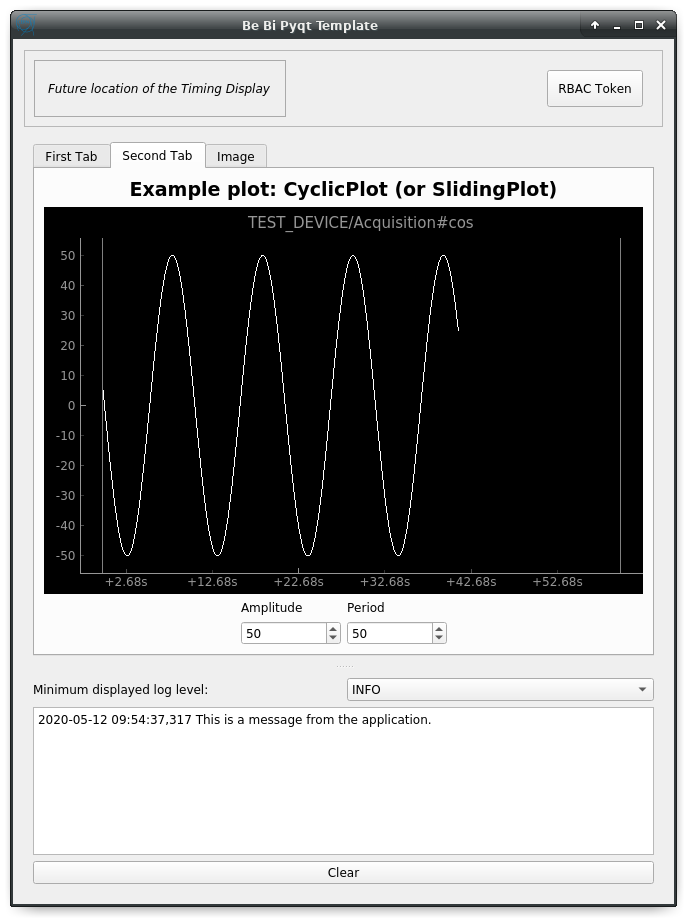 Be Bi Pyqt Template
Future location of the Timing Display
RBAC Token
First Tab
Second Tab
Image
Example plot: CyclicPlot (or SlidingPlot)
TEST_DEVICE/Acquisition#cos
50
40
30
20
10
0
-10
-20
-30
-40
-50
+2.68s +12.68s +22.68s +32.68s +42.68s +52.68s
Amplitude Period
50 50
Minimum displayed log level: INFO
2020-05-12 09:54:37,317 This is a message from the application.
Clear